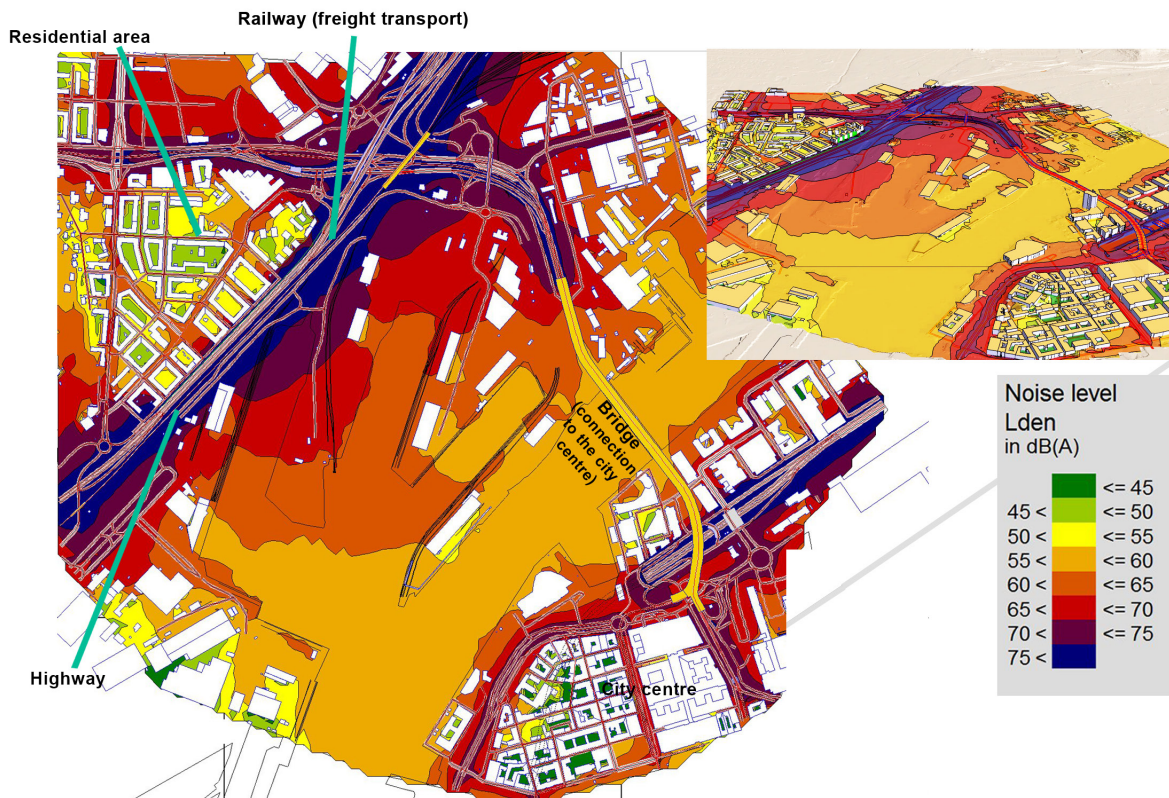 Railway (freight transport)
Residential area
Bridge
(connection
to the city
centre)
Noise level
Lden
in dB(A)
<= 45
45 < <= 50
50 < <= 55
55 < <= 60
60 < <= 65
65 < <= 70
70 < <= 75
75 <
Highway
City centre